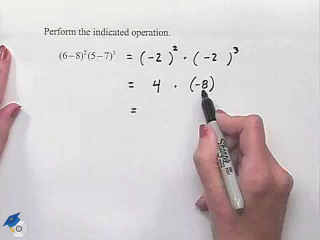 Perform the indicated operation.
(6−8)²(5−7)³ = (-2)² · (-2)³
= 4 · (-8)
=